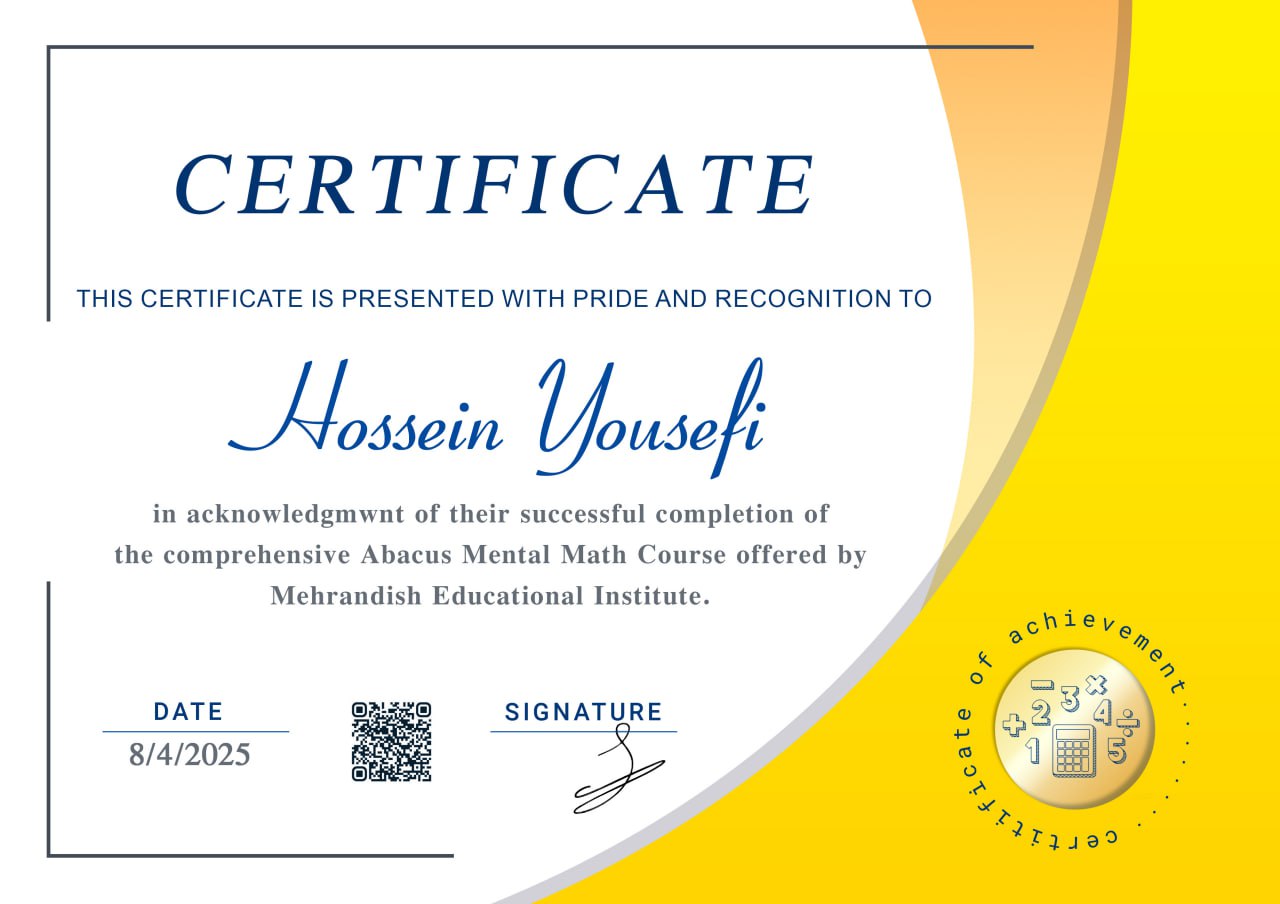 CERTIFICATE
THIS CERTIFICATE IS PRESENTED WITH PRIDE AND RECOGNITION TO
Hossein Yousefi
in acknowledgmwnt of their successful completion of
the comprehensive Abacus Mental Math Course offered by
Mehrandish Educational Institute.
DATE
8/4/2025
SIGNATURE
certificate of achievement........
- 3 ×
+ 2 4 ÷
1 5